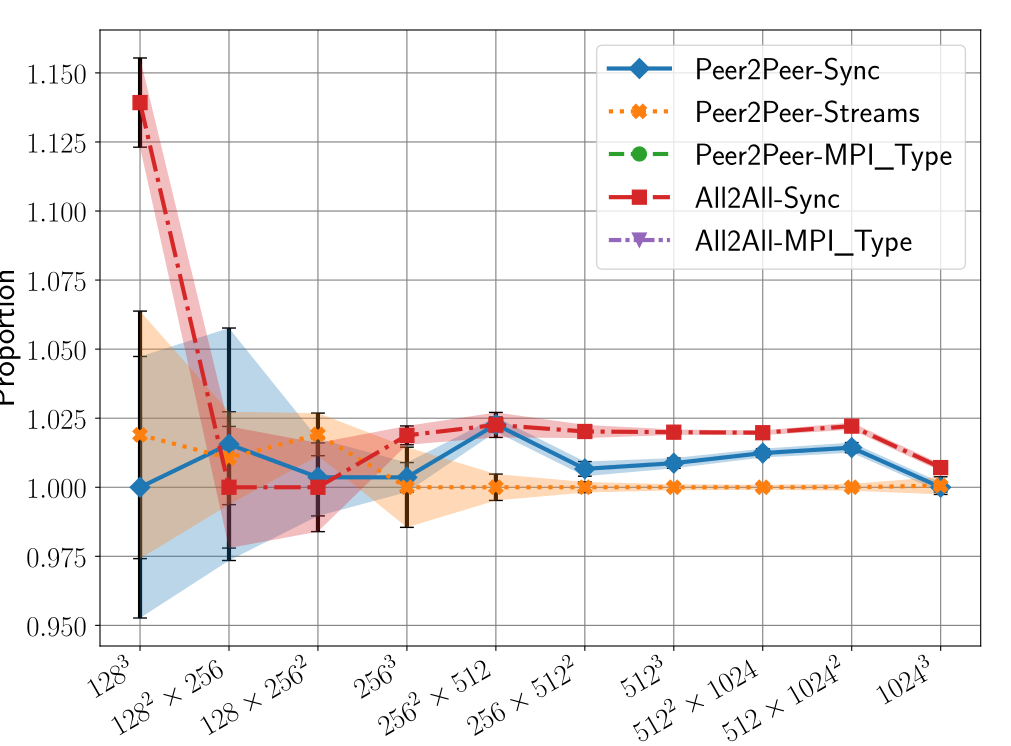 Peer2Peer-Sync
Peer2Peer-Streams
Peer2Peer-MPI_Type
All2All-Sync
All2All-MPI_Type
1.150
1.125
1.100
1.075
1.050
1.025
1.000
0.975
0.950
Proportion
128³
128² × 256
128 × 256²
256³
256² × 512
256 × 512²
512³
512² × 1024
512 × 1024²
1024³